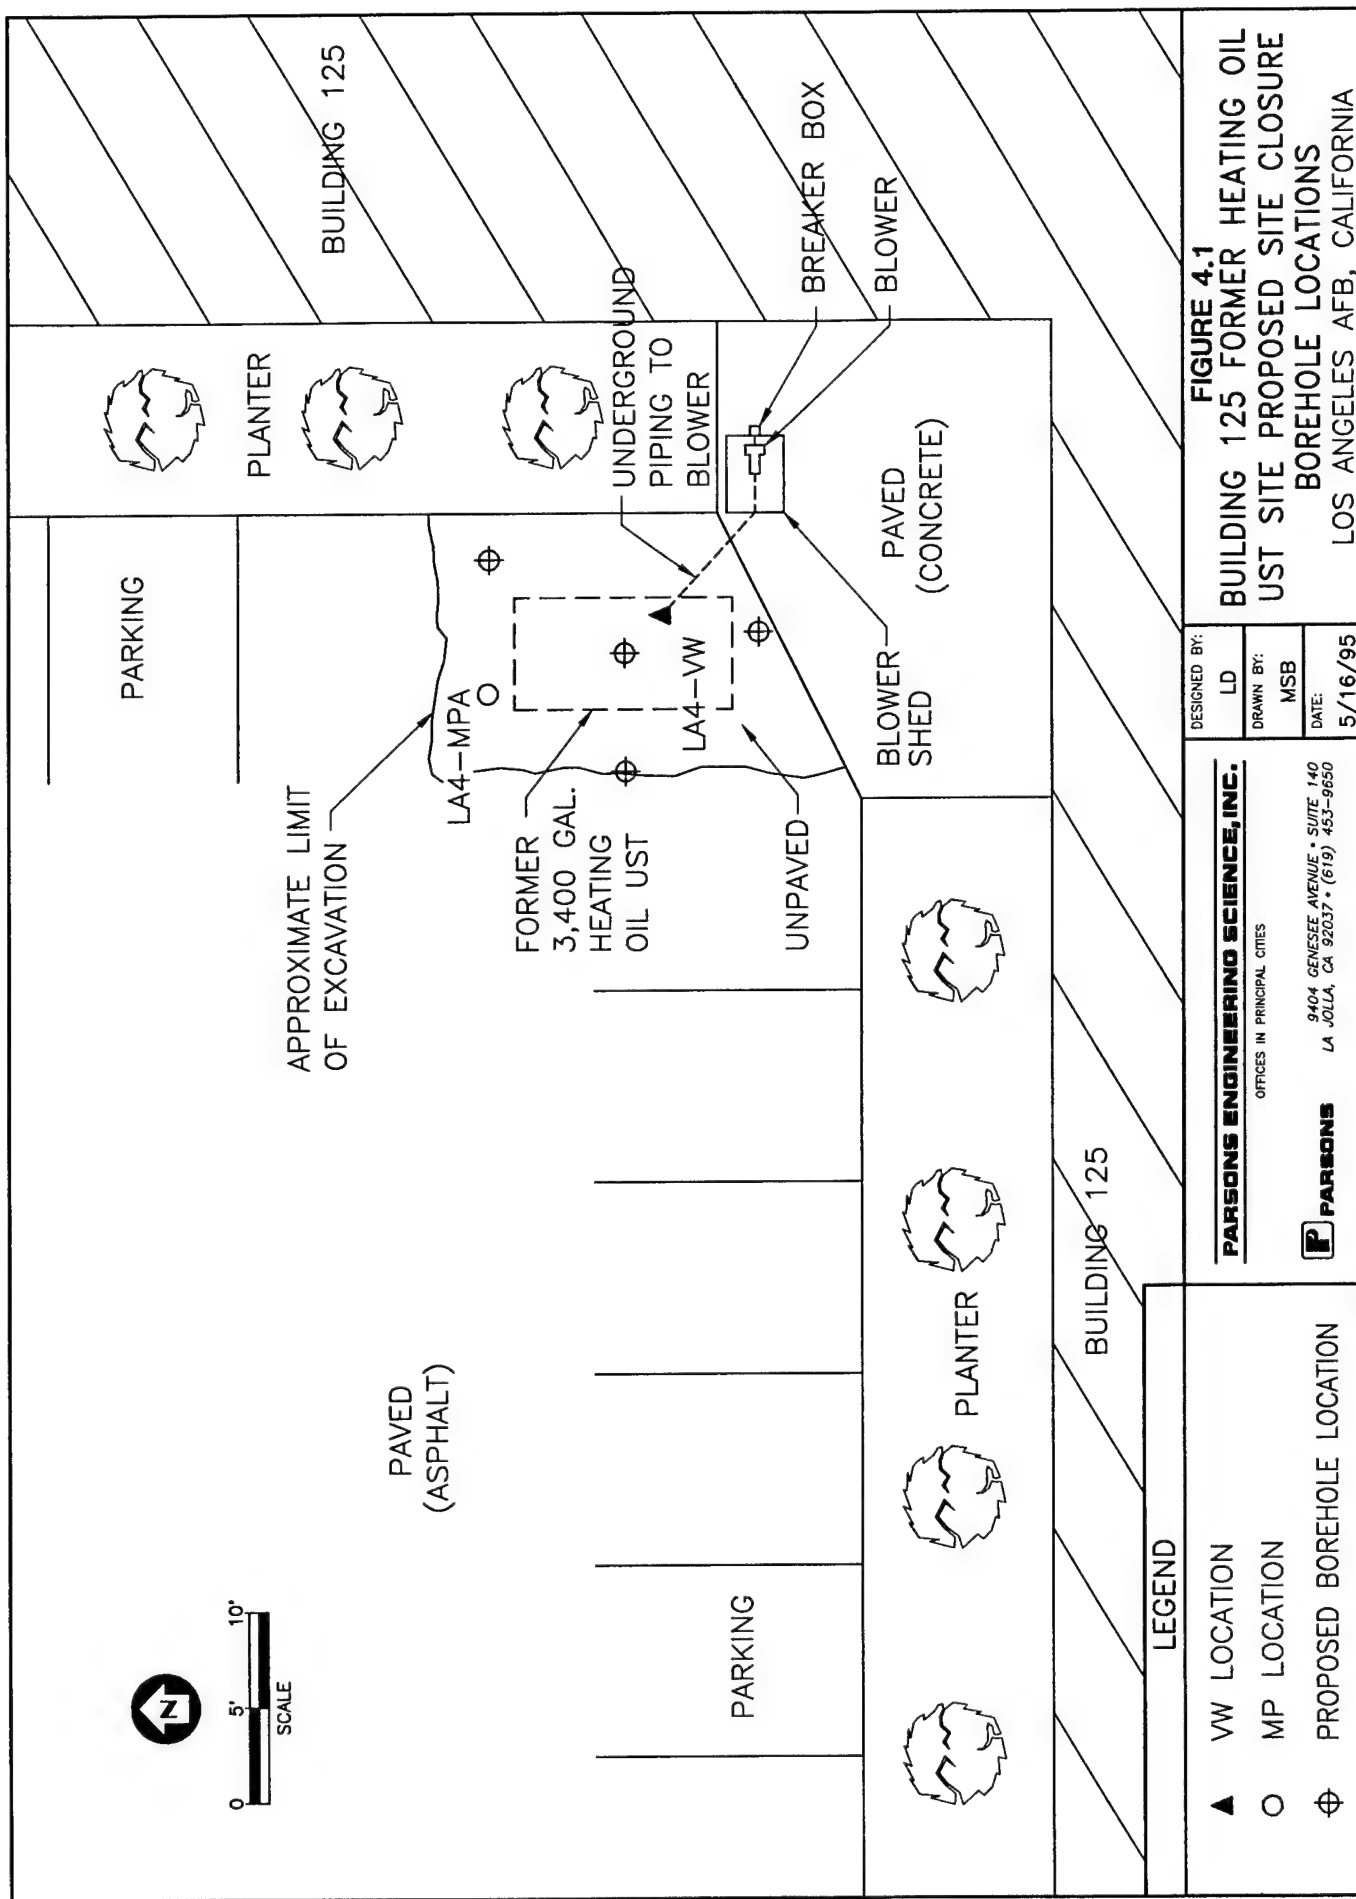 N
0 5' 10'
SCALE
PAVED
(ASPHALT)
APPROXIMATE LIMIT
OF EXCAVATION
PARKING
PLANTER
BUILDING 125
LA4-MPA
FORMER
3,400 GAL.
HEATING
OIL UST
LA4-VW
UNPAVED
UNDERGROUND
PIPING TO
BLOWER
BREAKER BOX
BLOWER
BLOWER
SHED
PAVED
(CONCRETE)
PARKING
PLANTER
BUILDING 125
LEGEND
VW LOCATION
MP LOCATION
PROPOSED BOREHOLE LOCATION
PARSONS ENGINEERING SCIENCE, INC.
OFFICES IN PRINCIPAL CITIES
P PARSONS
9404 GENESEE AVENUE • SUITE 140
LA JOLLA, CA 92037 • (619) 453-9650
DESIGNED BY:
LD
DRAWN BY:
MSB
DATE:
5/16/95
FIGURE 4.1
BUILDING 125 FORMER HEATING OIL
UST SITE PROPOSED SITE CLOSURE
BOREHOLE LOCATIONS
LOS ANGELES AFB, CALIFORNIA